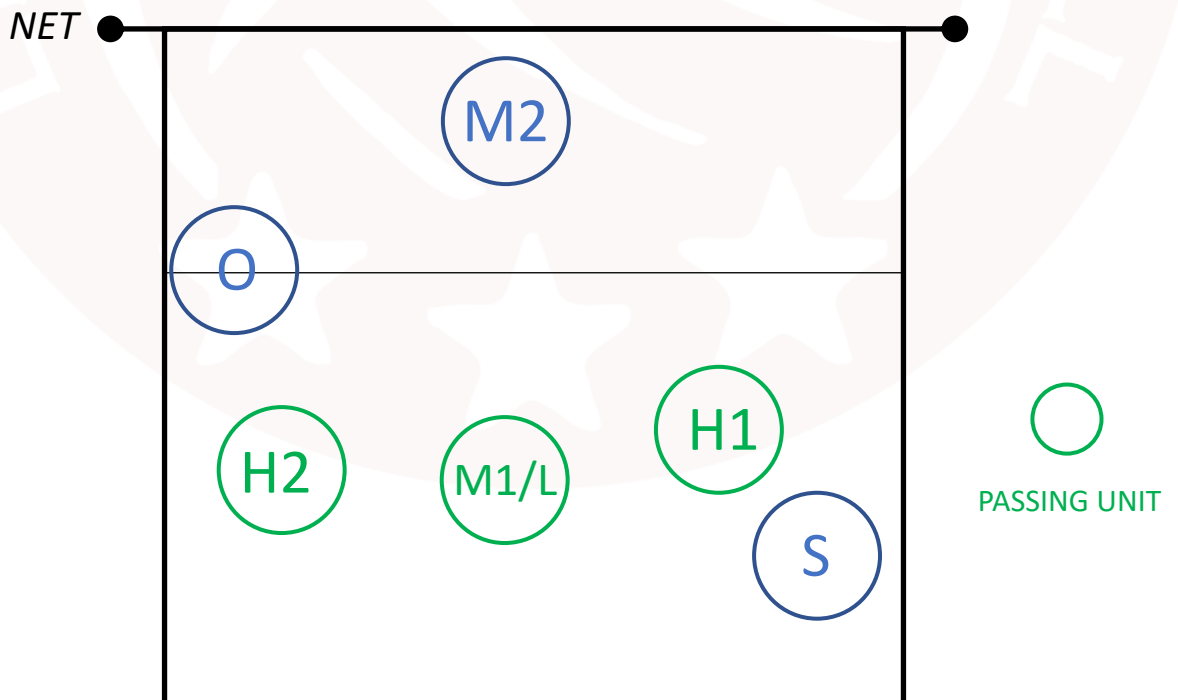 NET
M2
O
H1
H2
M1/L
S
PASSING UNIT